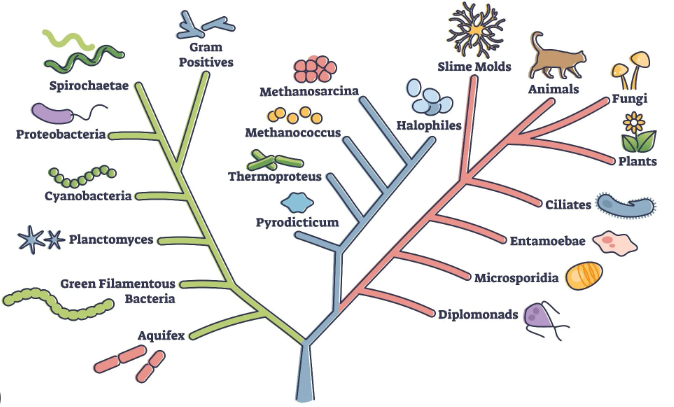 Gram
Positives
Slime Molds
Spirochaetae
Methanosarcina
Animals
Fungi
Proteobacteria
Methanococcus
Halophiles
Plants
Thermoproteus
Cyanobacteria
Ciliates
Pyrodicticum
Planctomyces
Entamoebae
Green Filamentous
Bacteria
Microsporidia
Diplomonads
Aquifex